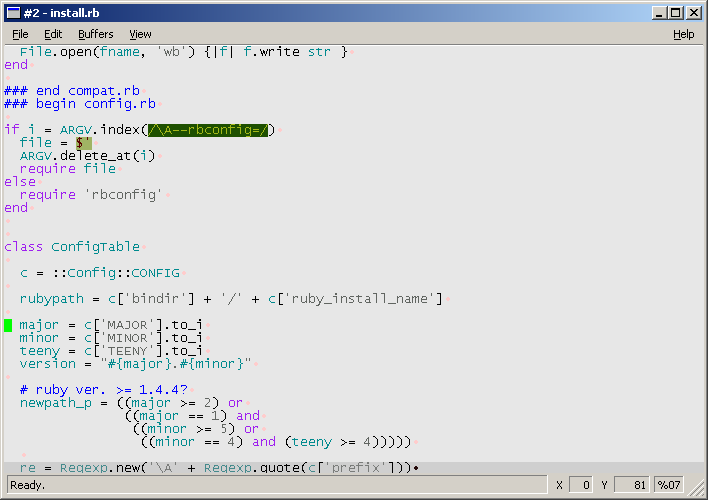 #2 - install.rb
File Edit Buffers View Help
  File.open(fname, 'wb') {|f| f.write str }
end

### end compat.rb
### begin config.rb

if i = ARGV.index(/\A--rbconfig=/)
  file = $'
  ARGV.delete_at(i)
  require file
else
  require 'rbconfig'
end


class ConfigTable

  c = ::Config::CONFIG

  rubypath = c['bindir'] + '/' + c['ruby_install_name']

  major = c['MAJOR'].to_i
  minor = c['MINOR'].to_i
  teeny = c['TEENY'].to_i
  version = "#{major}.#{minor}"

  # ruby ver. >= 1.4.4?
  newpath_p = ((major >= 2) or
               ((major == 1) and
                ((minor >= 5) or
                 ((minor == 4) and (teeny >= 4)))))

  re = Regexp.new('\A' + Regexp.quote(c['prefix']))
Ready. X 0 Y 81 %07